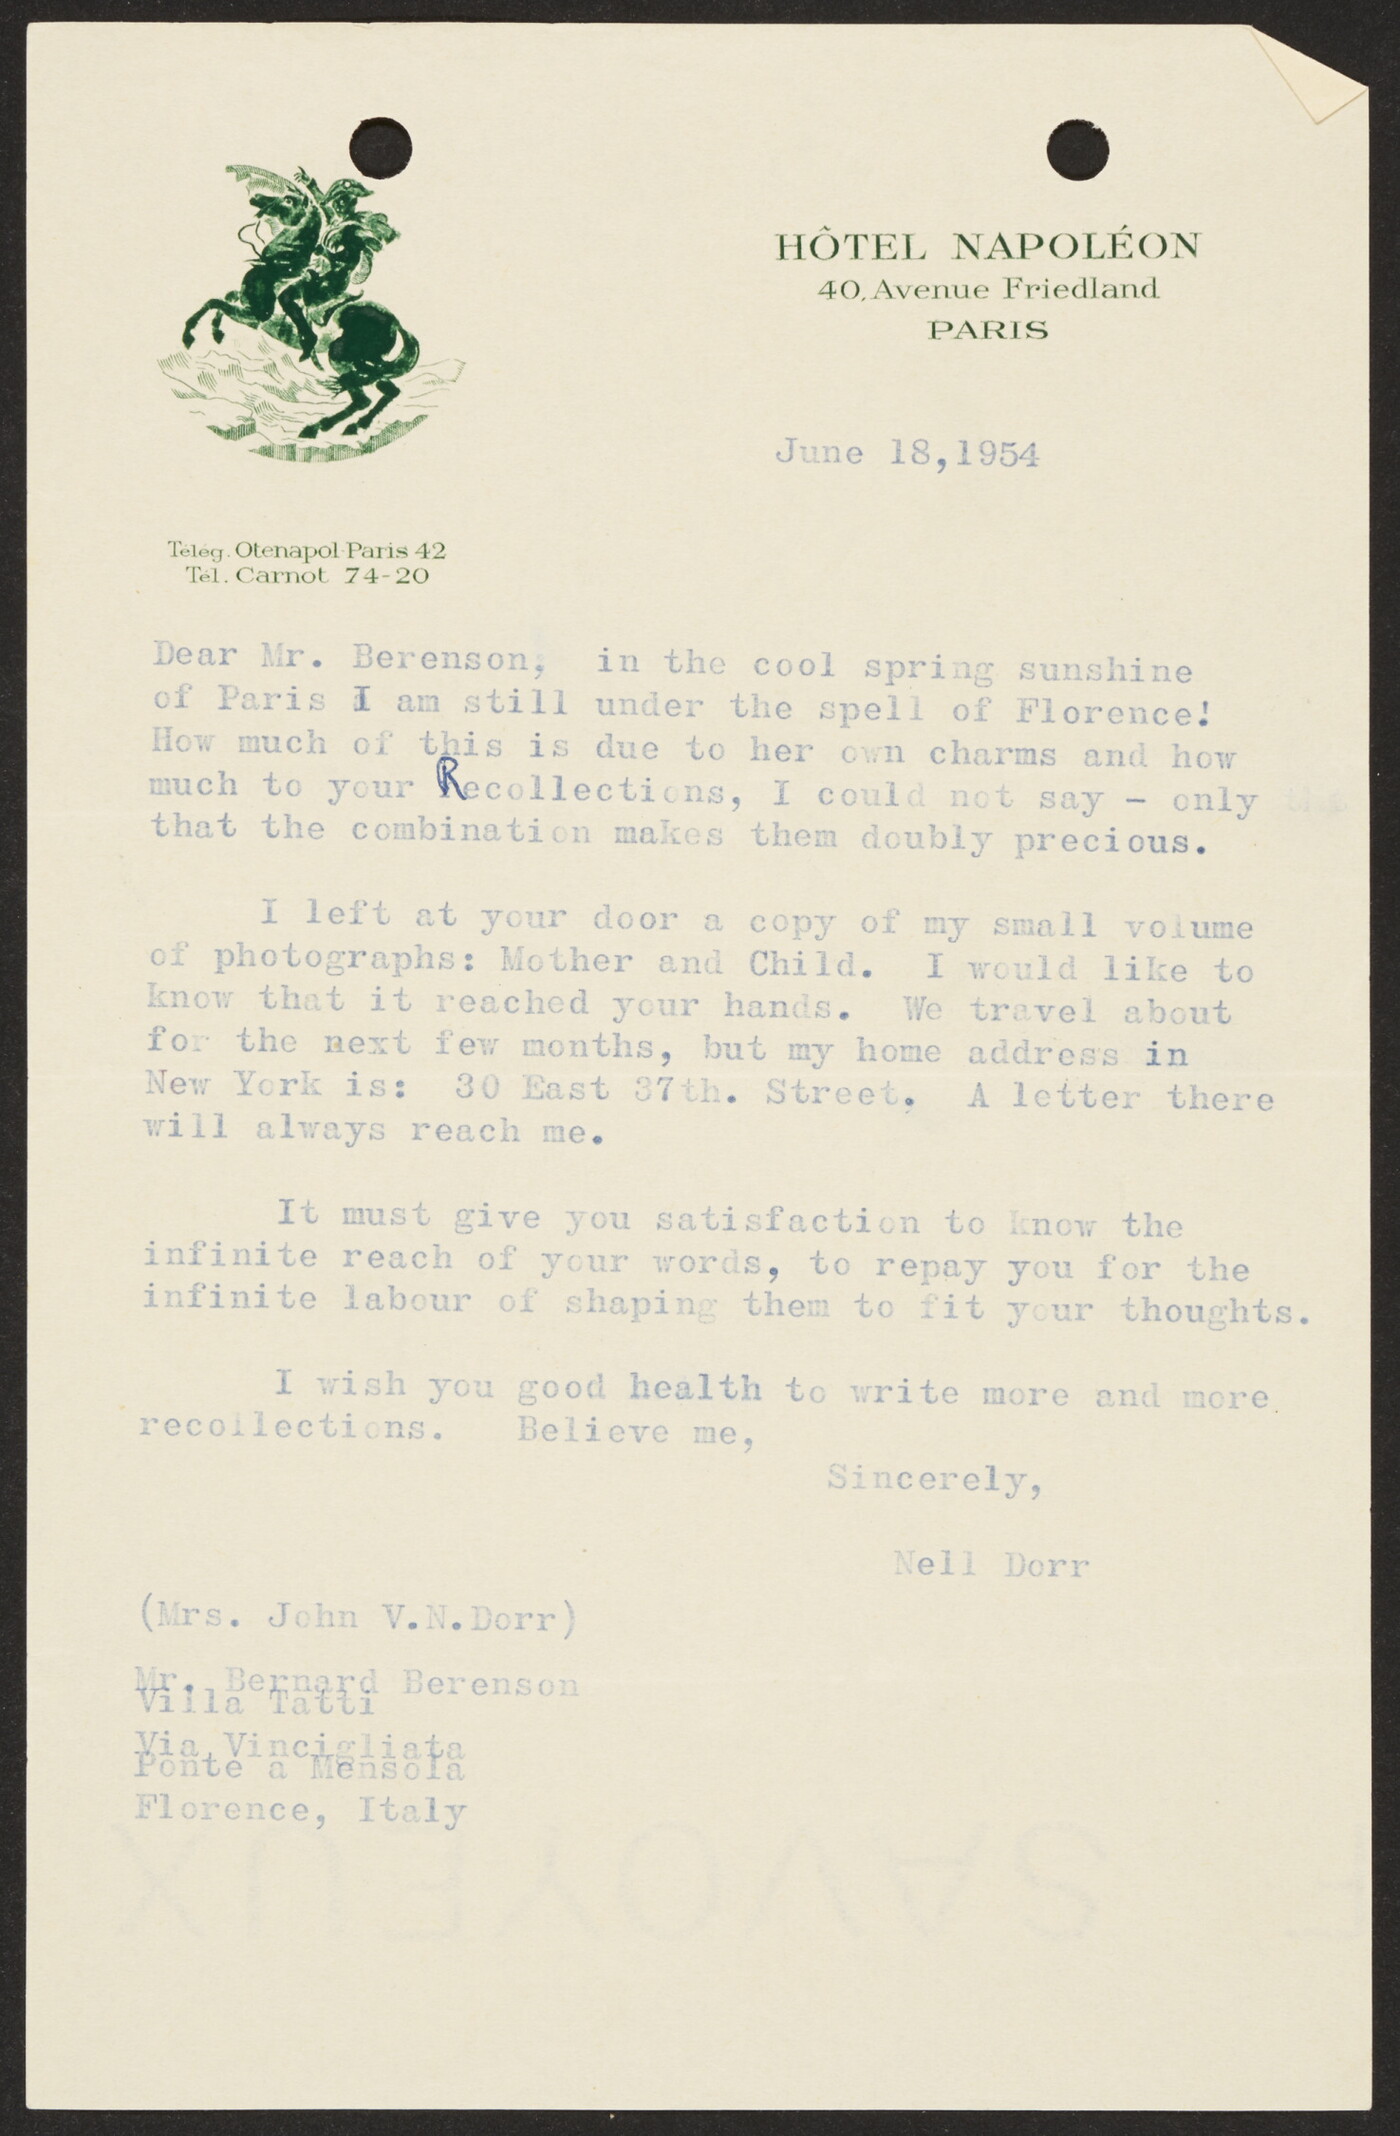 HÔTEL NAPOLÉON
40, Avenue Friedland
PARIS
June 18,1954
Télég. Otenapol-Paris 42
Tél. Carnot 74-20
Dear Mr. Berenson, in the cool spring sunshine
of Paris I am still under the spell of Florence!
How much of this is due to her own charms and how
much to your Recollections, I could not say - only
that the combination makes them doubly precious.
I left at your door a copy of my small volume
of photographs: Mother and Child. I would like to
know that it reached your hands. We travel about
for the next few months, but my home address in
New York is: 30 East 37th. Street. A letter there
will always reach me.
It must give you satisfaction to know the
infinite reach of your words, to repay you for the
infinite labour of shaping them to fit your thoughts.
I wish you good health to write more and more
recollections. Believe me,
Sincerely,
Nell Dorr
(Mrs. John V.N.Dorr)
Mr. Bernard Berenson
Villa Tatti
Via Vincigliata
Ponte a Mensola
Florence, Italy